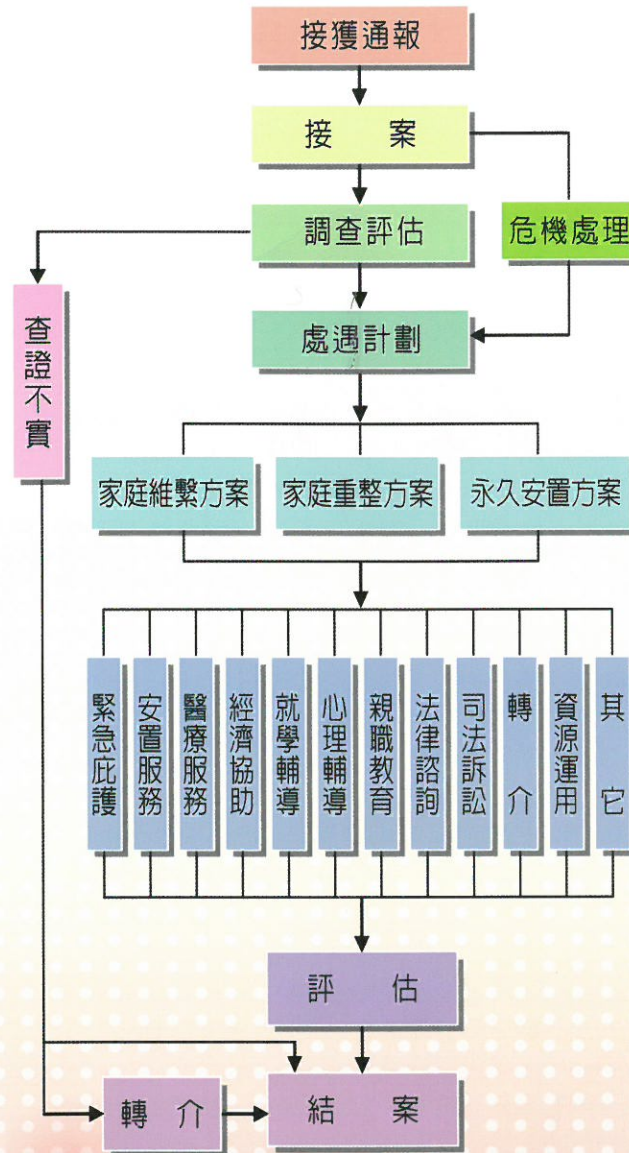 接獲通報
接 案
調查評估
危機處理
處遇計劃
查證不實
家庭維繫方案
家庭重整方案
永久安置方案
緊急庇護
安置服務
醫療服務
經濟協助
就學輔導
心理輔導
親職教育
法律諮詢
司法訴訟
轉介
資源運用
其它
評 估
轉 介
結 案